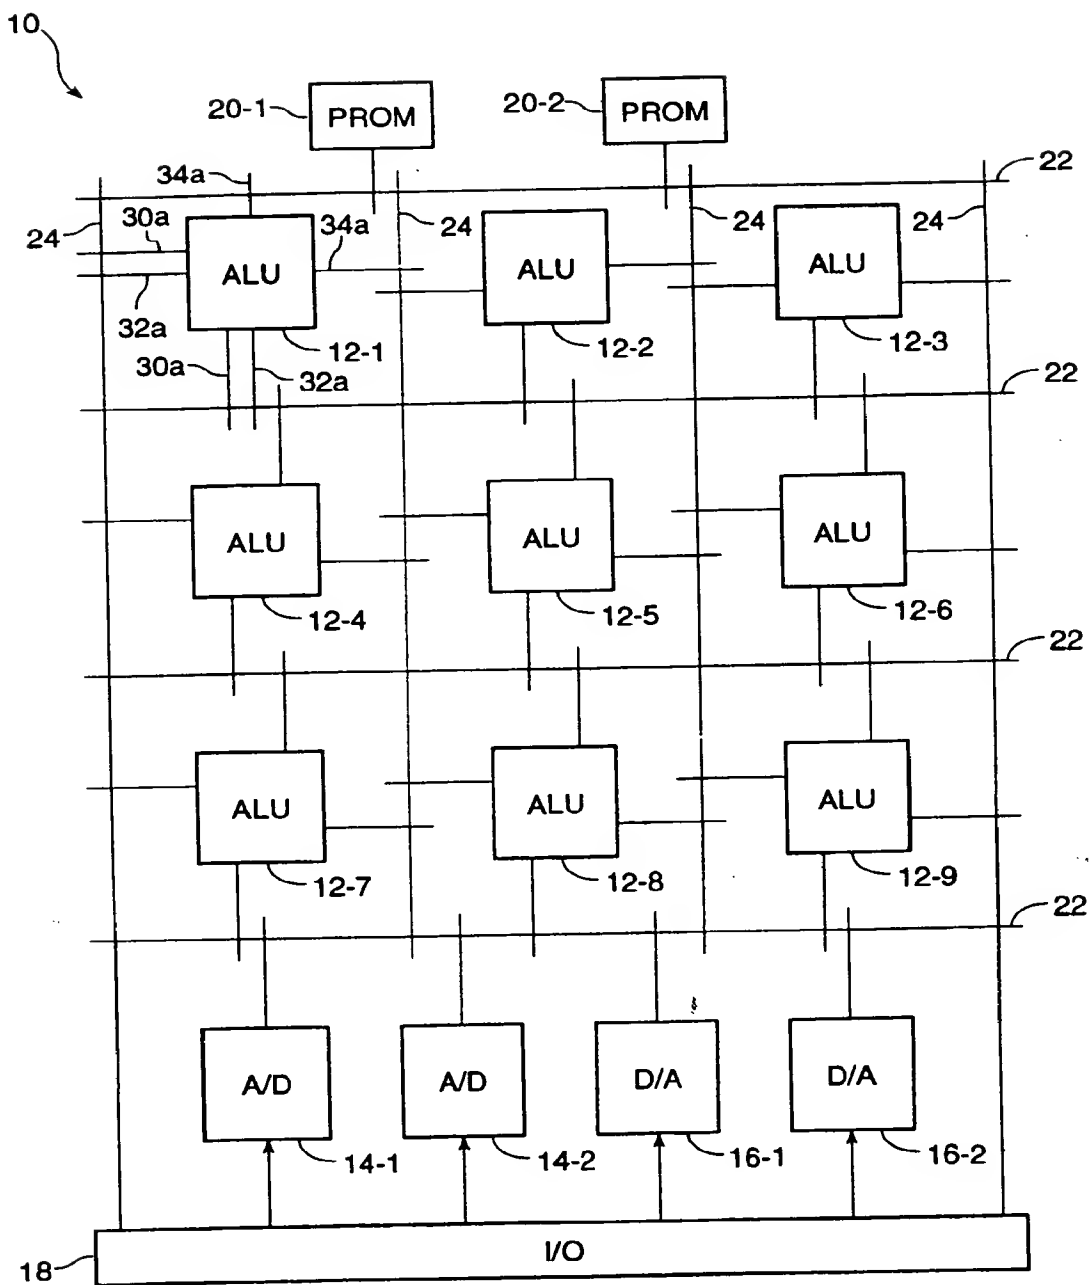 10
20-1 PROM 20-2 PROM
34a 22
24 30a 34a 24 24 24
ALU ALU ALU
32a
12-1 12-2 12-3
30a 32a
22
ALU ALU ALU
12-4 12-5 12-6
22
ALU ALU ALU
12-7 12-8 12-9
22
A/D A/D D/A D/A
14-1 14-2 16-1 16-2
18 I/O